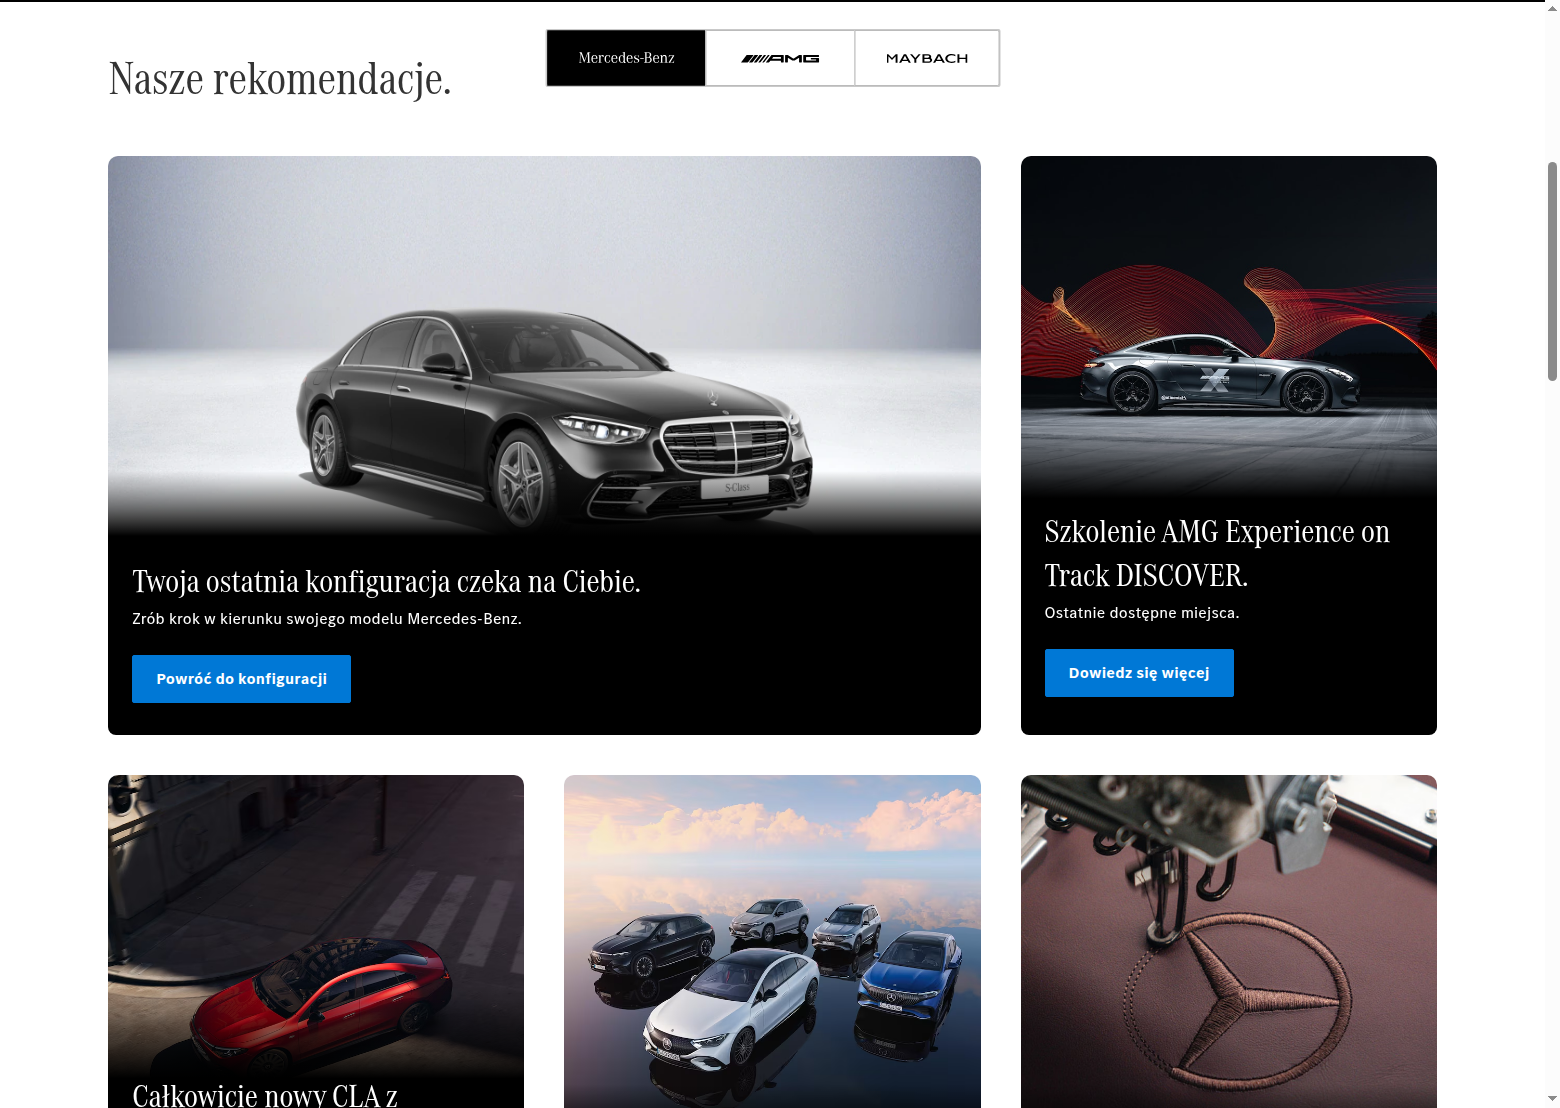 Nasze rekomendacje.
Mercedes-Benz
AMG
MAYBACH
S-Class
Twoja ostatnia konfiguracja czeka na Ciebie.
Zrób krok w kierunku swojego modelu Mercedes-Benz.
Powróć do konfiguracji
Szkolenie AMG Experience on
Track DISCOVER.
Ostatnie dostępne miejsca.
Dowiedz się więcej
Całkowicie nowy CLA z